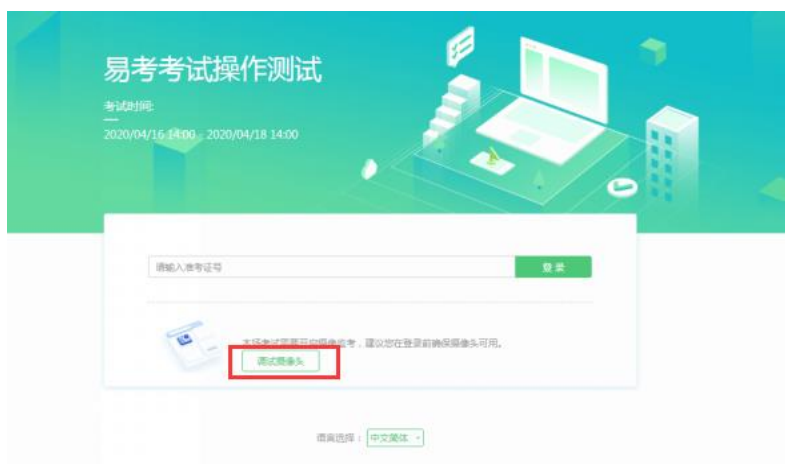 易考考试操作测试
考试时间:
2020/04/16 14:00 - 2020/04/18 14:00
请输入准考证号
登录
本场考试需要开启摄像监考，建议您在登录前确保摄像头可用。
调试摄像头
语言选择： 中文简体